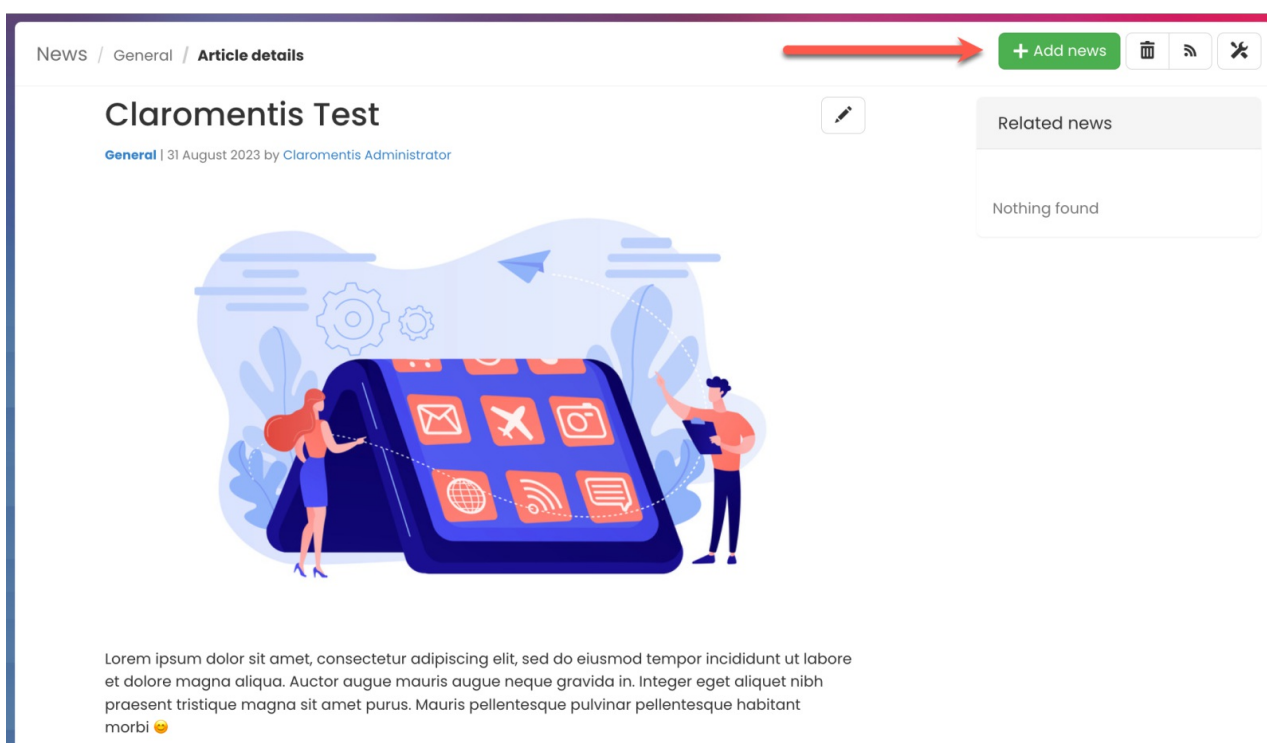 News / General / Article details
+ Add news
Claromentis Test
General | 31 August 2023 by Claromentis Administrator
Related news
Nothing found
Lorem ipsum dolor sit amet, consectetur adipiscing elit, sed do eiusmod tempor incididunt ut labore
et dolore magna aliqua. Auctor augue mauris augue neque gravida in. Integer eget aliquet nibh
praesent tristique magna sit amet purus. Mauris pellentesque pulvinar pellentesque habitant
morbi 😊